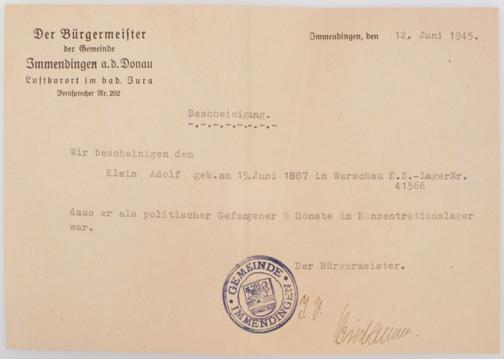 Der Bürgermeister
der Gemeinde
Immendingen a.d. Donau
Luftkurort im bad. Jura
Fernsprecher Nr. 202
Immendingen, den 12. Juni 1945.
Bescheinigung.
Wir bescheinigen dem
Klein Adolf geb.am 15.Juni 1887 in Warschau K.Z.-LagerNr.
41566
dass er als politischer Gefangener 9 Monate im Konzentrationslager
war.
Der Bürgermeister.
GEMEINDE
IMMENDINGEN
I.V.